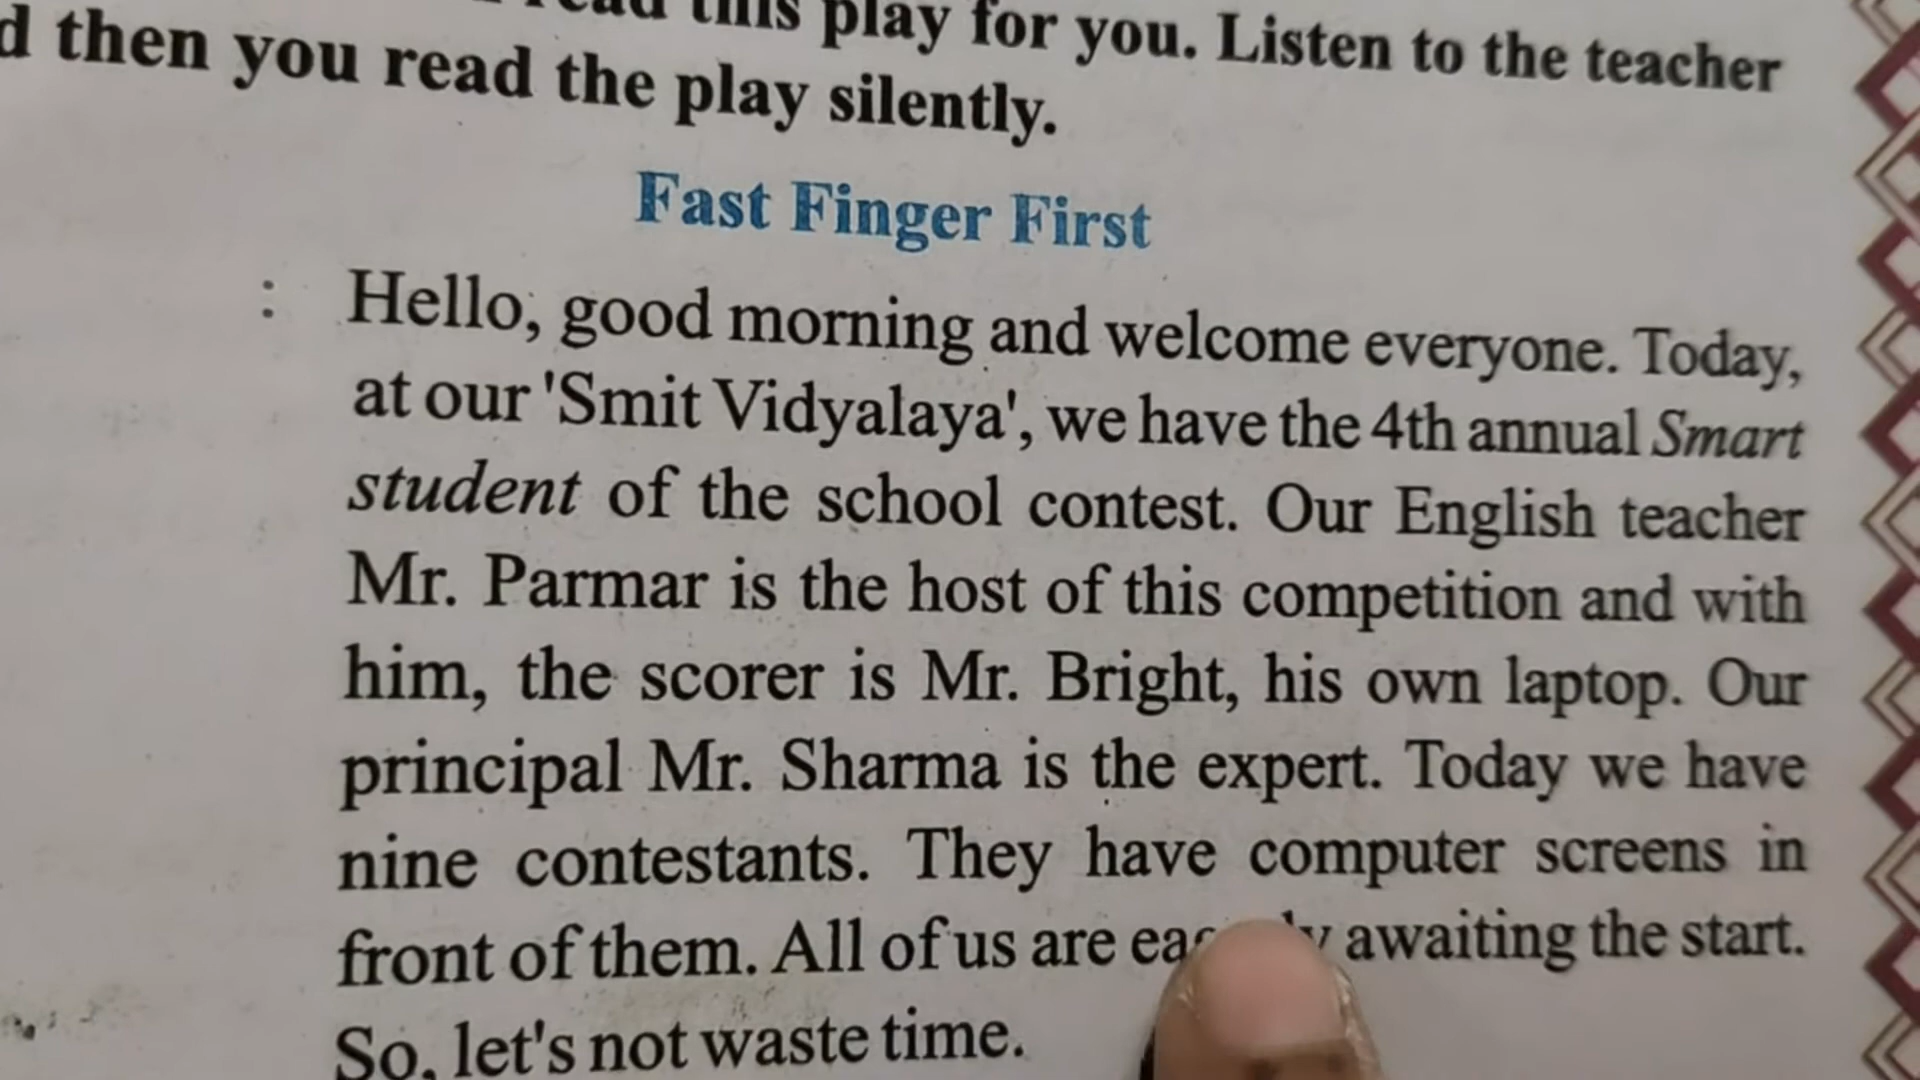 read this play for you. Listen to the teacher
then you read the play silently.
Fast Finger First
: Hello, good morning and welcome everyone. Today,
at our 'Smit Vidyalaya', we have the 4th annual Smart
student of the school contest. Our English teacher
Mr. Parmar is the host of this competition and with
him, the scorer is Mr. Bright, his own laptop. Our
principal Mr. Sharma is the expert. Today we have
nine contestants. They have computer screens in
front of them. All of us are awaiting the start.
So, let's not waste time.